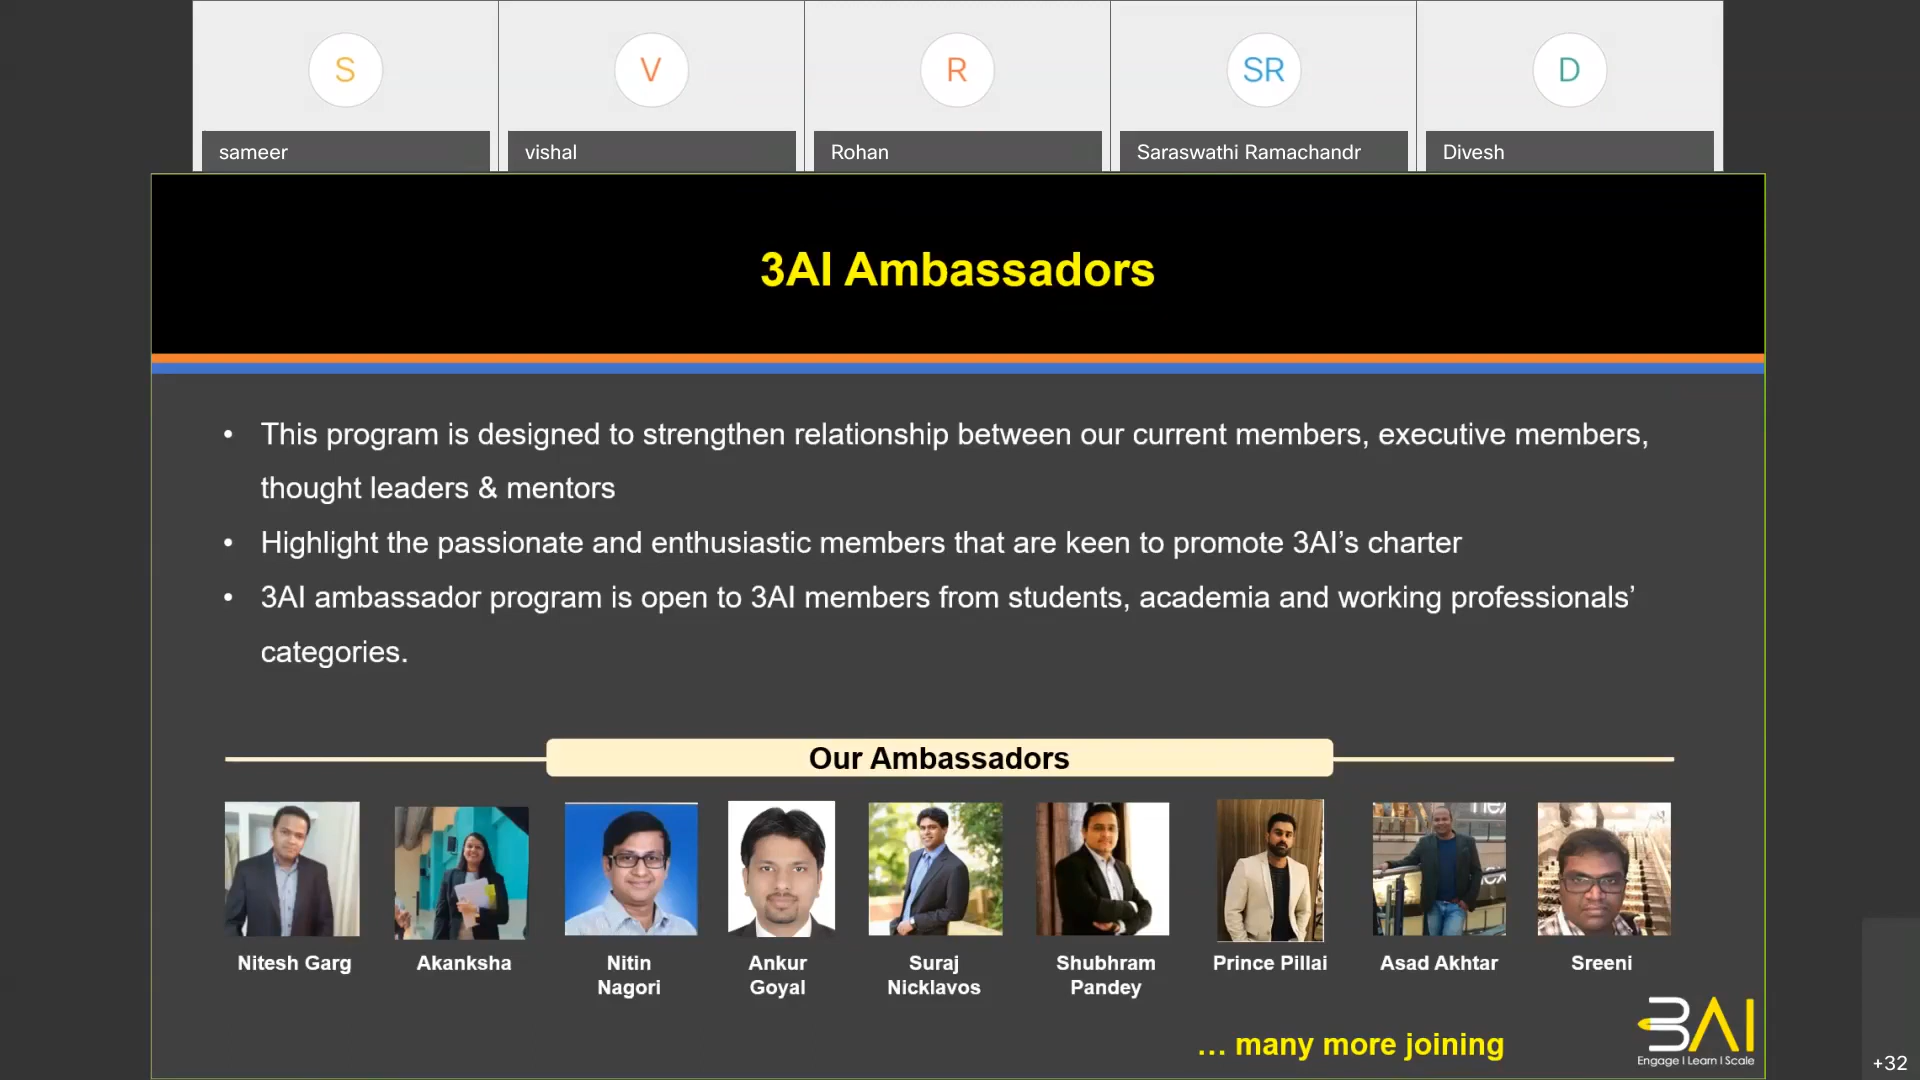 S
V
R
SR
D
sameer
vishal
Rohan
Saraswathi Ramachandr
Divesh
3AI Ambassadors
• This program is designed to strengthen relationship between our current members, executive members,
thought leaders & mentors
• Highlight the passionate and enthusiastic members that are keen to promote 3AI’s charter
• 3AI ambassador program is open to 3AI members from students, academia and working professionals’
categories.
Our Ambassadors
Nitesh Garg
Akanksha
Nitin
Nagori
Ankur
Goyal
Suraj
Nicklavos
Shubhram
Pandey
Prince Pillai
Asad Akhtar
Sreeni
... many more joining
3AI
Engage | Learn | Scale
+32